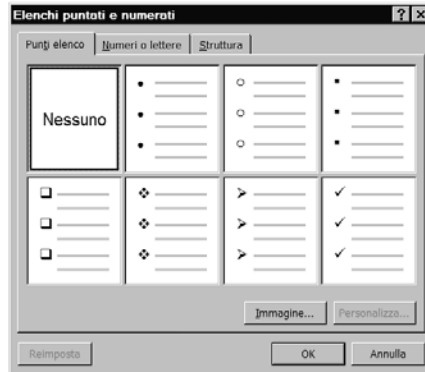 Elenchi puntati e numerati
Punti elenco Numeri o lettere Struttura
Nessuno
Immagine... Personalizza...
Reimposta OK Annulla